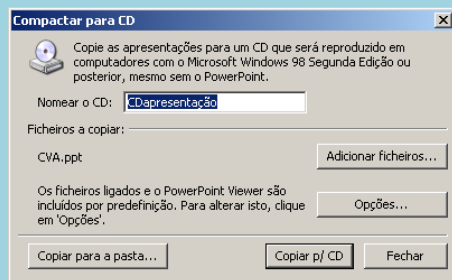 Compactar para CD
Copie as apresentações para um CD que será reproduzido em
computadores com o Microsoft Windows 98 Segunda Edição ou
posterior, mesmo sem o PowerPoint.
Nomear o CD: CDapresentação
Ficheiros a copiar:
CVA.ppt Adicionar ficheiros...
Os ficheiros ligados e o PowerPoint Viewer são
incluídos por predefinição. Para alterar isto, clique
em 'Opções'.
Opções...
Copiar para a pasta... Copiar p/ CD Fechar